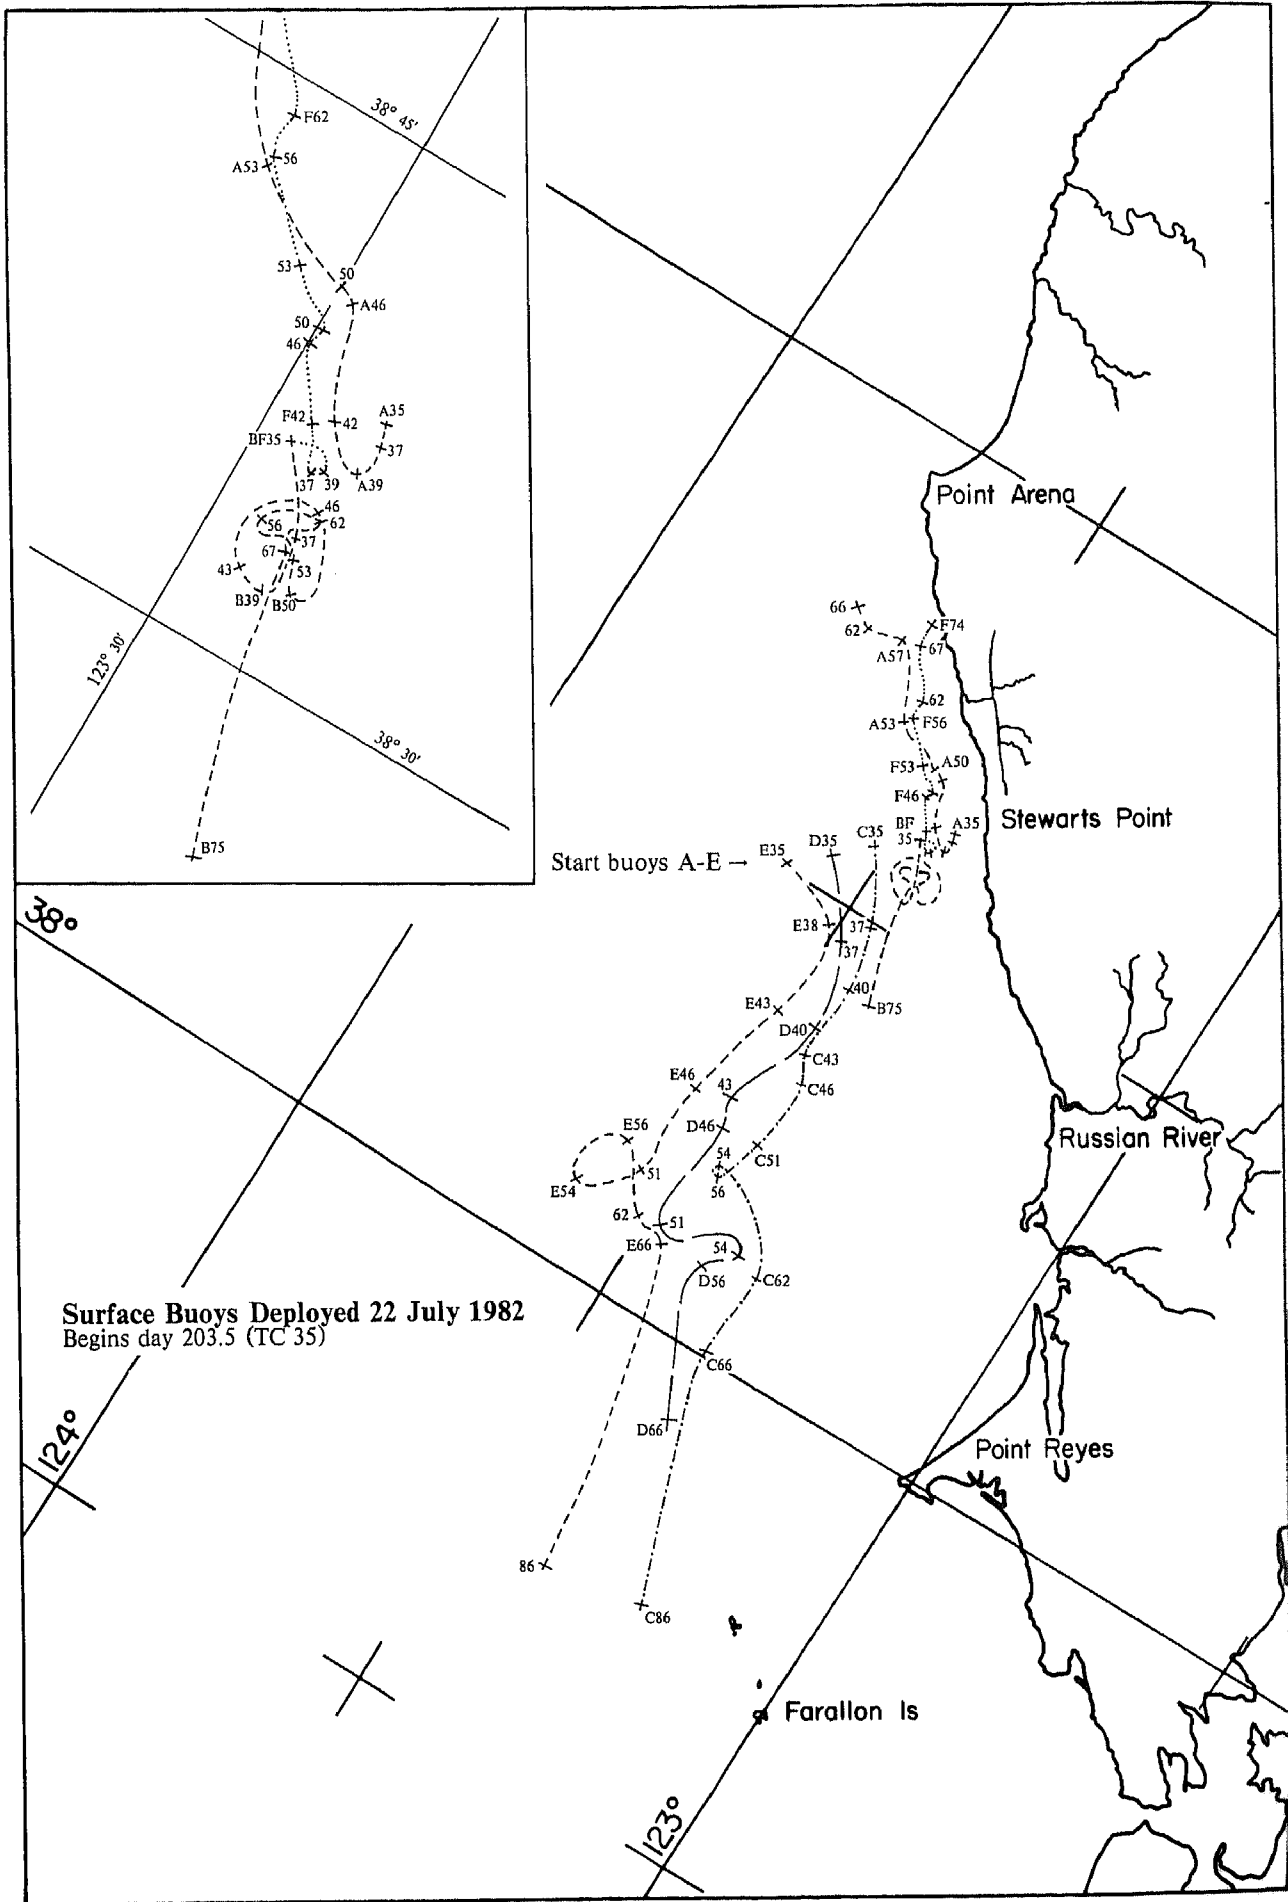 38° 45'
F62
56
A53
53
50
A46
50
46
F42
42
A35
BF35
37
37
39
A39
46
56
62
37
67
53
43
B39
B50
123° 30'
38° 30'
B75
Point Arena
66
62
F74
A57
67
62
A53
F56
F53
A50
F46
BF
35
A35
Stewarts Point
C35
D35
E35
Start buoys A-E →
38°
E38
37
37
40
B75
E43
D40
C43
E46
43
C46
D46
E56
Russian River
C51
54
51
E54
56
62
51
E66
54
D56
C62
Surface Buoys Deployed 22 July 1982
Begins day 203.5 (TC 35)
C66
D66
124°
Point Reyes
86
C86
Farallon Is
123°